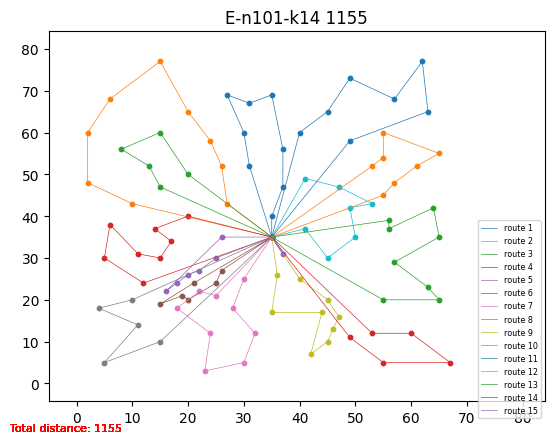 E-n101-k14 1155
80
70
60
50
40
30
20
10
0
route 1
route 2
route 3
route 4
route 5
route 6
route 7
route 8
route 9
route 10
route 11
route 12
route 13
route 14
route 15
0 10 20 30 40 50 60 70 80
Total distance: 1155